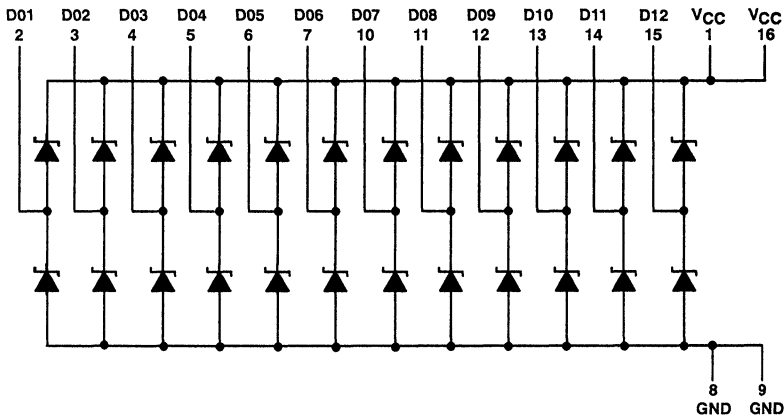 D01 D02 D03 D04 D05 D06 D07 D08 D09 D10 D11 D12 VCC VCC
2 3 4 5 6 7 10 11 12 13 14 15 1 16
8 9
GND GND